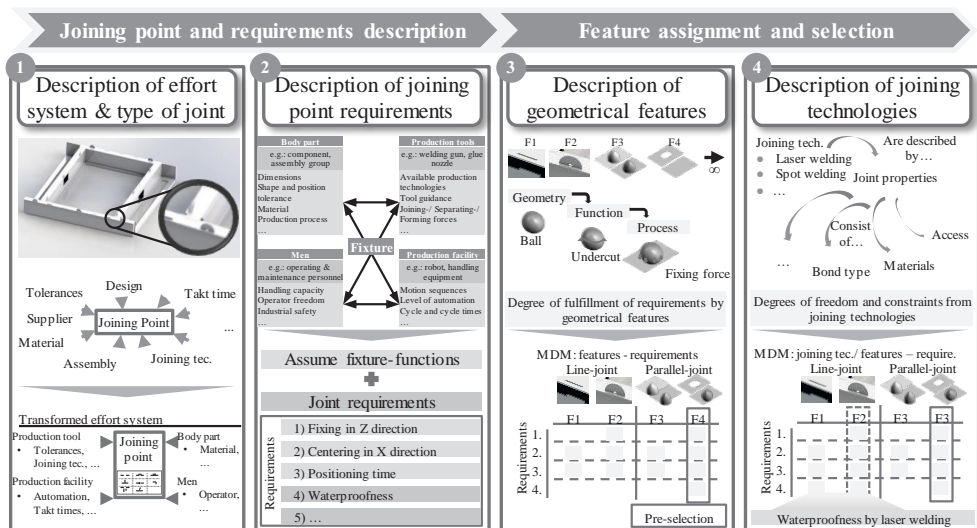 Joining point and requirements description
Feature assignment and selection
1
Description of effort
system & type of joint
Tolerances
Design
Takt time
Supplier
Joining Point
...
Material
Assembly
Joining tec.
Transformed effort system
Production tool
• Tolerances,
Joining tec., ...
Joining
point
Body part
• Material,
...
Production facility
• Automation,
Takt times, ...
Men
• Operator,
...
2
Description of joining
point requirements
Body part
e.g.: component,
assembly group
Dimensions
Shape and position
tolerance
Material
Production process
...
Production tools
e.g.: welding gun, glue
nozzle
Available production
technologies
Tool guidance
Joining-/ Separating-/
Forming forces
...
Fixture
Men
e.g.: operating &
maintenance personnel
Handling capacity
Operator freedom
Industrial safety
...
Production facility
e.g.: robot, handling
equipment
Motion sequences
Level of automation
Cycle and cycle times
...
Assume fixture-functions
+
Joint requirements
Requirements
1) Fixing in Z direction
2) Centering in X direction
3) Positioning time
4) Waterproofness
5) ...
3
Description of
geometrical features
F1 F2 F3 F4
∞
Geometry
Function
Process
Ball
Undercut
Fixing force
Degree of fulfillment of requirements by
geometrical features
MDM: features - requirements
Line-joint Parallel-joint
F1 F2 F3 F4
Requirements
1.
2.
3.
4.
Pre-selection
4
Description of joining
technologies
Joining tech.
• Laser welding
• Spot welding
• ...
Are described
by...
Joint properties
Consist
of...
Access
...
Bond type
Materials
Degrees of freedom and constraints from
joining technologies
MDM: joining tec./ features – require.
Line-joint Parallel-joint
F1 F2 F3 F3
Requirements
1.
2.
3.
4.
Waterproofness by laser welding